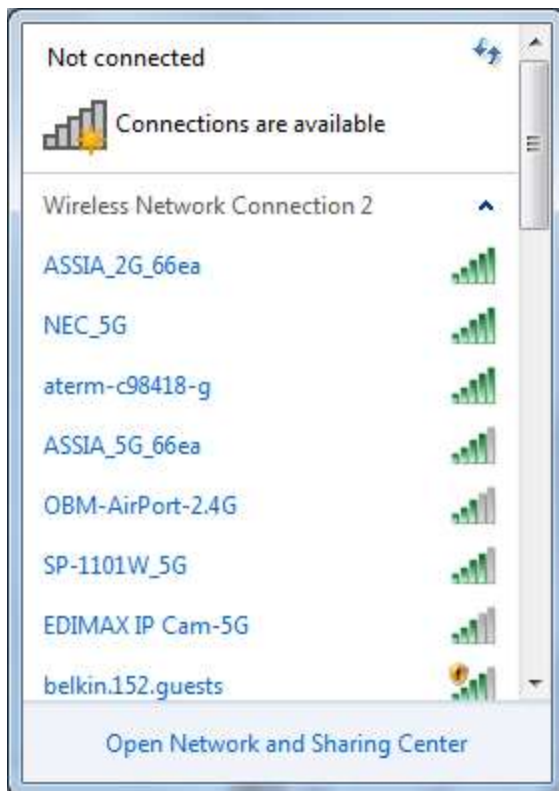 Not connected
Connections are available
Wireless Network Connection 2
ASSIA_2G_66ea
NEC_5G
aterm-c98418-g
ASSIA_5G_66ea
OBM-AirPort-2.4G
SP-1101W_5G
EDIMAX IP Cam-5G
belkin.152.guests
Open Network and Sharing Center